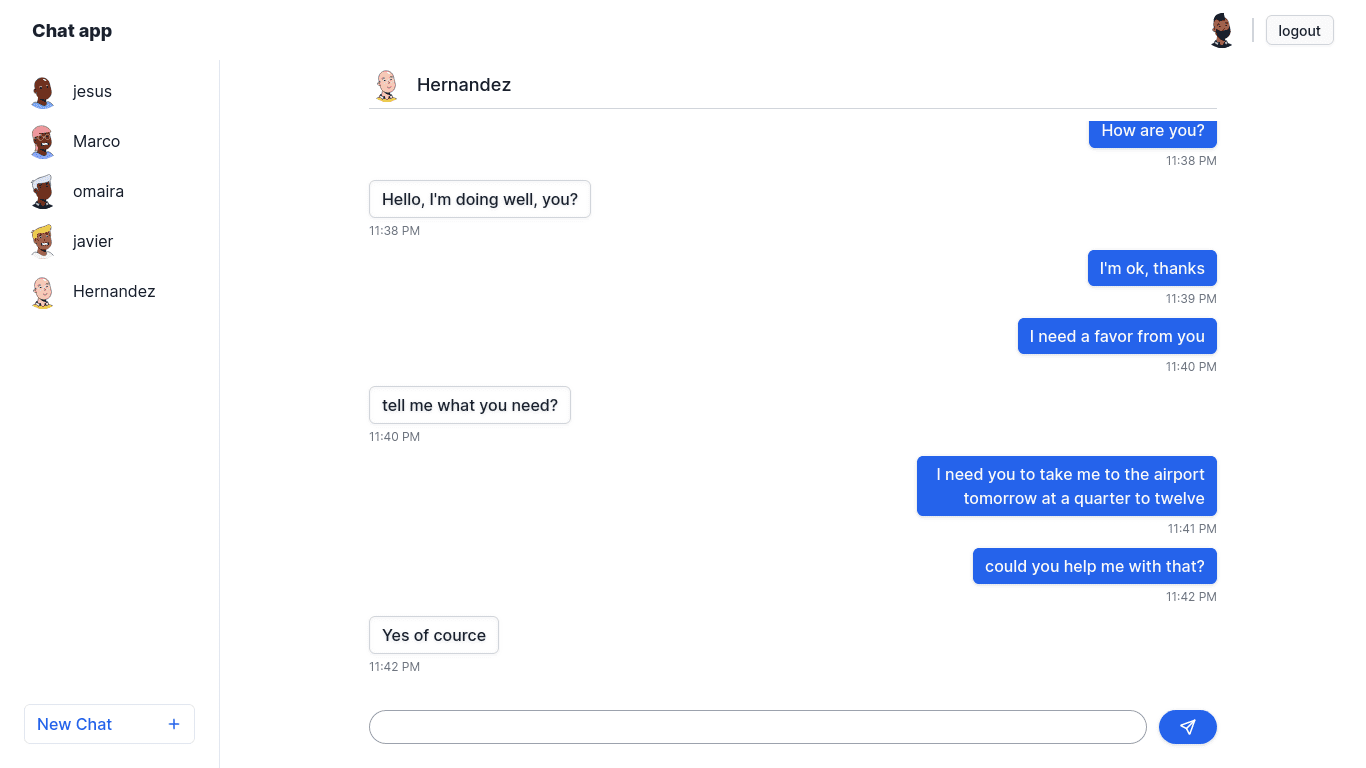 Chat app
logout
jesus
Marco
omaira
javier
Hernandez
New Chat +
Hernandez
How are you?
11:38 PM
Hello, I'm doing well, you?
11:38 PM
I'm ok, thanks
11:39 PM
I need a favor from you
11:40 PM
tell me what you need?
11:40 PM
I need you to take me to the airport
tomorrow at a quarter to twelve
11:41 PM
could you help me with that?
11:42 PM
Yes of cource
11:42 PM